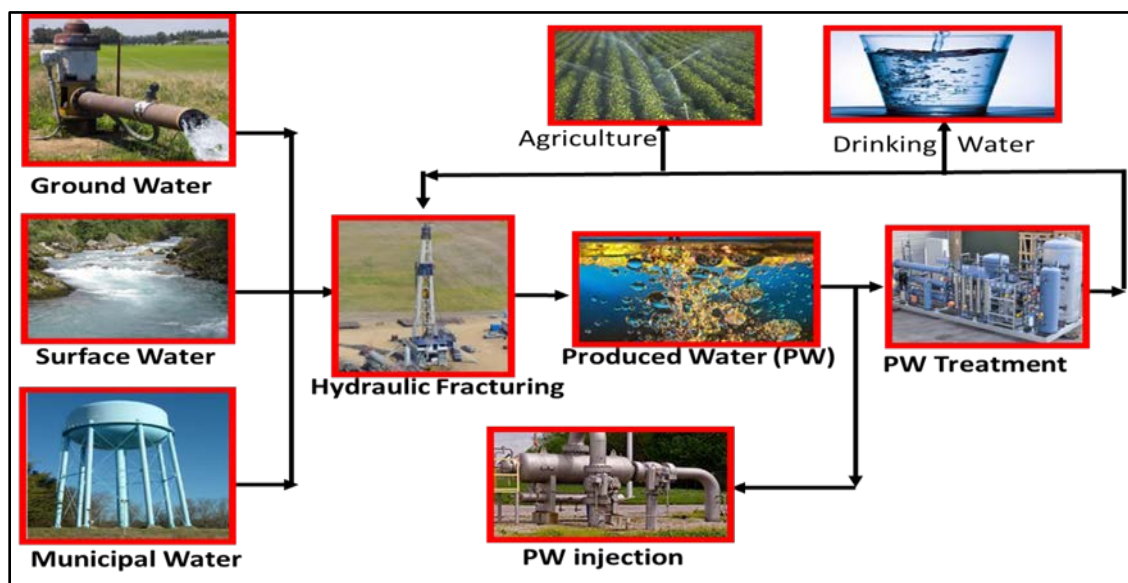 Agriculture
Drinking Water
Ground Water
Surface Water
Hydraulic Fracturing
Produced Water (PW)
PW Treatment
Municipal Water
PW injection